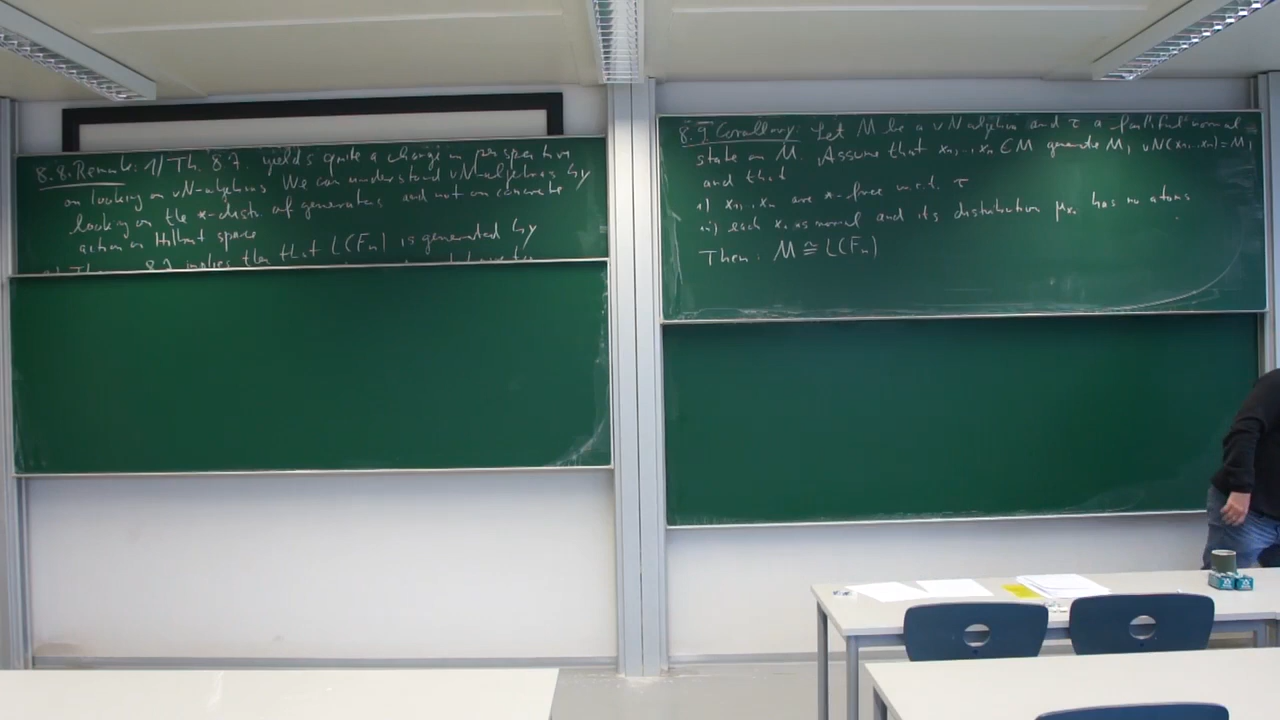 8.8. Remark: 1) Th. 8.7. yields quite a change in perspective
on looking on vN-algebras. We can understand vN-algebras by
looking on the *-distr. of generators and not on concrete
action on Hilbert space
2) Thm 8.7 implies then that L(Fn) is generated by
8.9 Corollary: Let M be a vN algebra and τ a faithful normal
state on M. Assume that x₁,..,xₙ ⊂ M generate M, vN(x₁,..,xₙ)=M,
and that
i) x₁,..,xₙ are *-free w.r.t. τ
ii) each xᵢ is normal and its distribution μxᵢ has no atoms.
Then: M ≅ L(Fn)